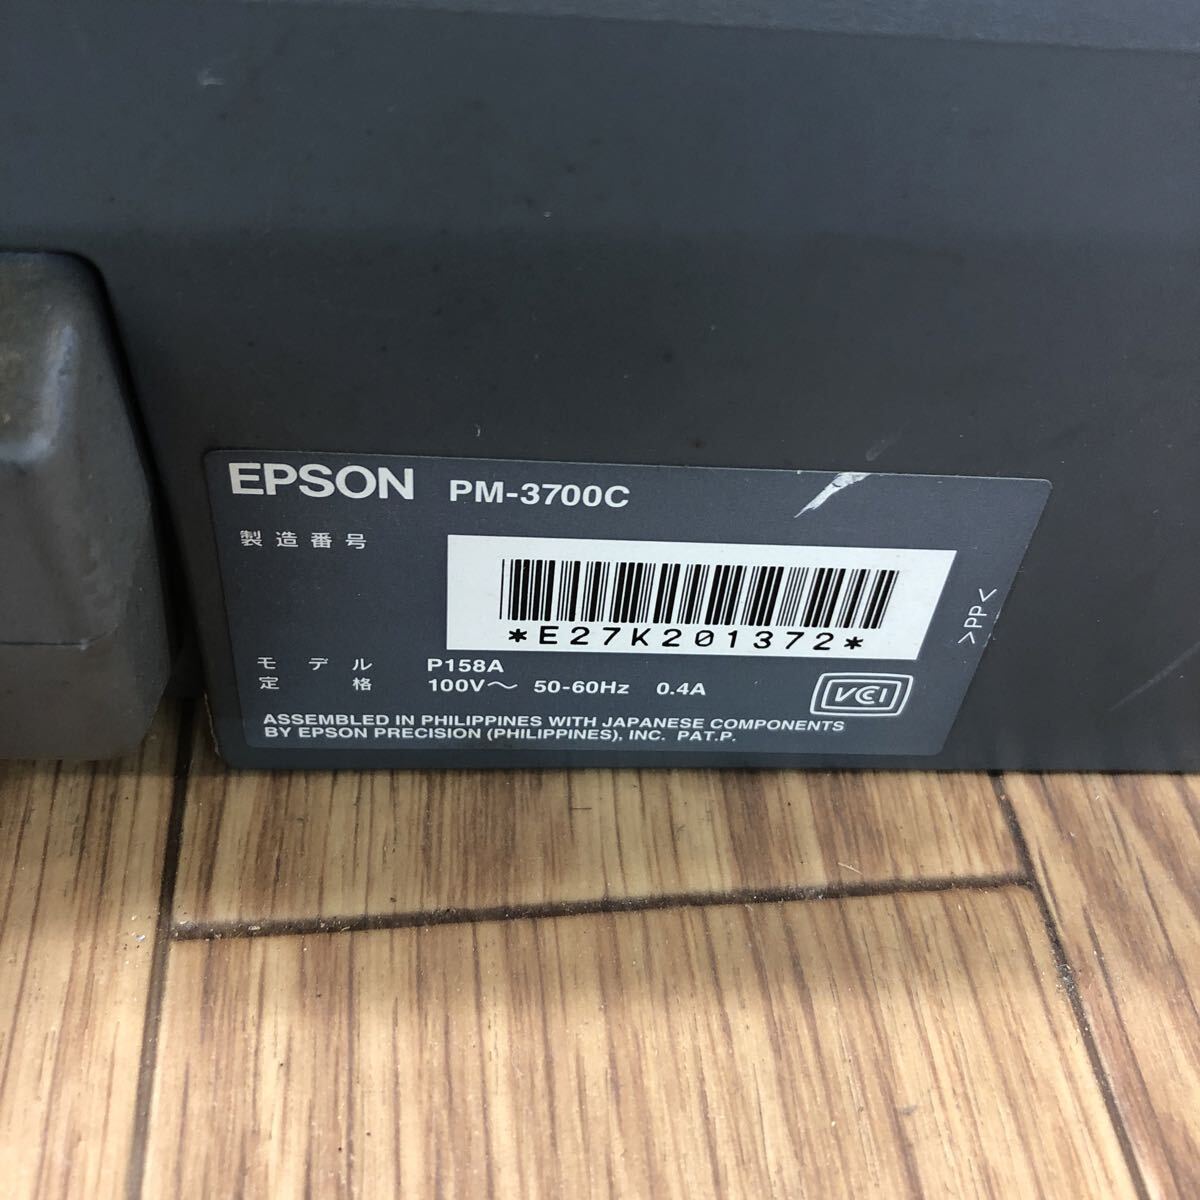 EPSON PM-3700C
製造番号
*E27K201372*
>PP<
モデル P158A
定格 100V〜 50-60Hz 0.4A
VCCI
ASSEMBLED IN PHILIPPINES WITH JAPANESE COMPONENTS
BY EPSON PRECISION (PHILIPPINES), INC. PAT.P.